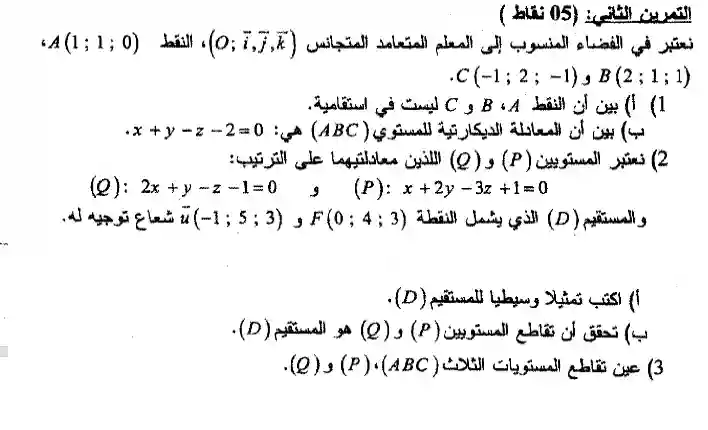 التمرين الثاني: (05 نقاط)
نعتبر في الفضاء المنسوب إلى المعلم المتعامد المتجانس (O; i⃗, j⃗, k⃗)، النقط A(1 ; 1 ; 0)،
B(2 ; 1 ; 1) و C(−1 ; 2 ; −1).
1) أ) بين أن النقط A، B و C ليست في استقامية.
ب) بين أن المعادلة الديكارتية للمستوي (ABC) هي: x + y − z − 2 = 0.
2) نعتبر المستويين (P) و (Q) اللذين معادلتيهما على الترتيب:
(P): x + 2y − 3z + 1 = 0 و (Q): 2x + y − z − 1 = 0
والمستقيم (D) الذي يشمل النقطة F(0 ; 4 ; 3) و u⃗(−1 ; 5 ; 3) شعاع توجيه له.
أ) اكتب تمثيلا وسيطيا للمستقيم (D).
ب) تحقق أن تقاطع المستويين (P) و (Q) هو المستقيم (D).
3) عين تقاطع المستويات الثلاث (ABC)، (P) و (Q).